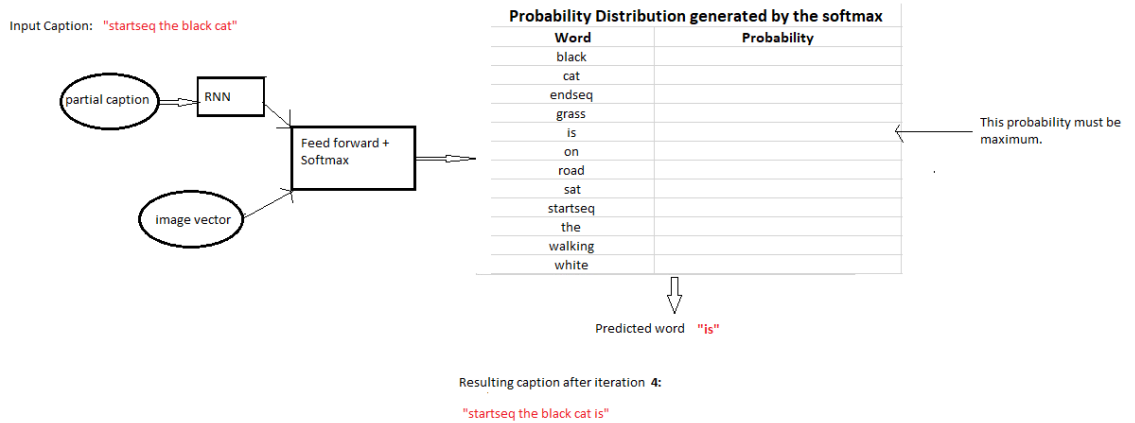 Input Caption: "startseq the black cat"
partial caption
RNN
Feed forward +
Softmax
image vector
Probability Distribution generated by the softmax
Word Probability
black
cat
endseq
grass
is
on
road
sat
startseq
the
walking
white
This probability must be
maximum.
Predicted word "is"
Resulting caption after iteration 4:
"startseq the black cat is"